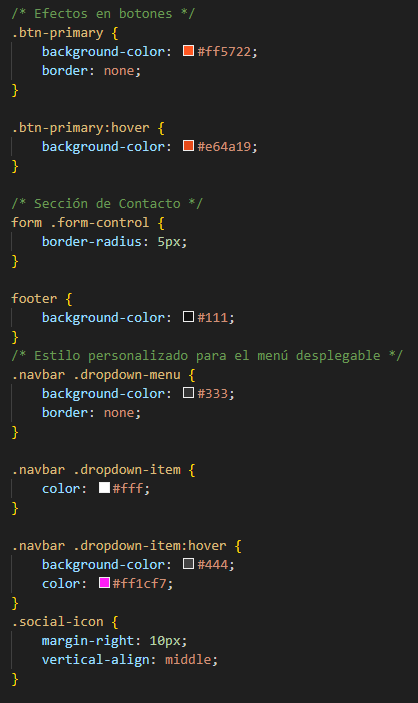 /* Efectos en botones */
.btn-primary {
    background-color: #ff5722;
    border: none;
}

.btn-primary:hover {
    background-color: #e64a19;
}

/* Sección de Contacto */
form .form-control {
    border-radius: 5px;
}

footer {
    background-color: #111;
}
/* Estilo personalizado para el menú desplegable */
.navbar .dropdown-menu {
    background-color: #333;
    border: none;
}

.navbar .dropdown-item {
    color: #fff;
}

.navbar .dropdown-item:hover {
    background-color: #444;
    color: #ff1cf7;
}
.social-icon {
    margin-right: 10px;
    vertical-align: middle;
}